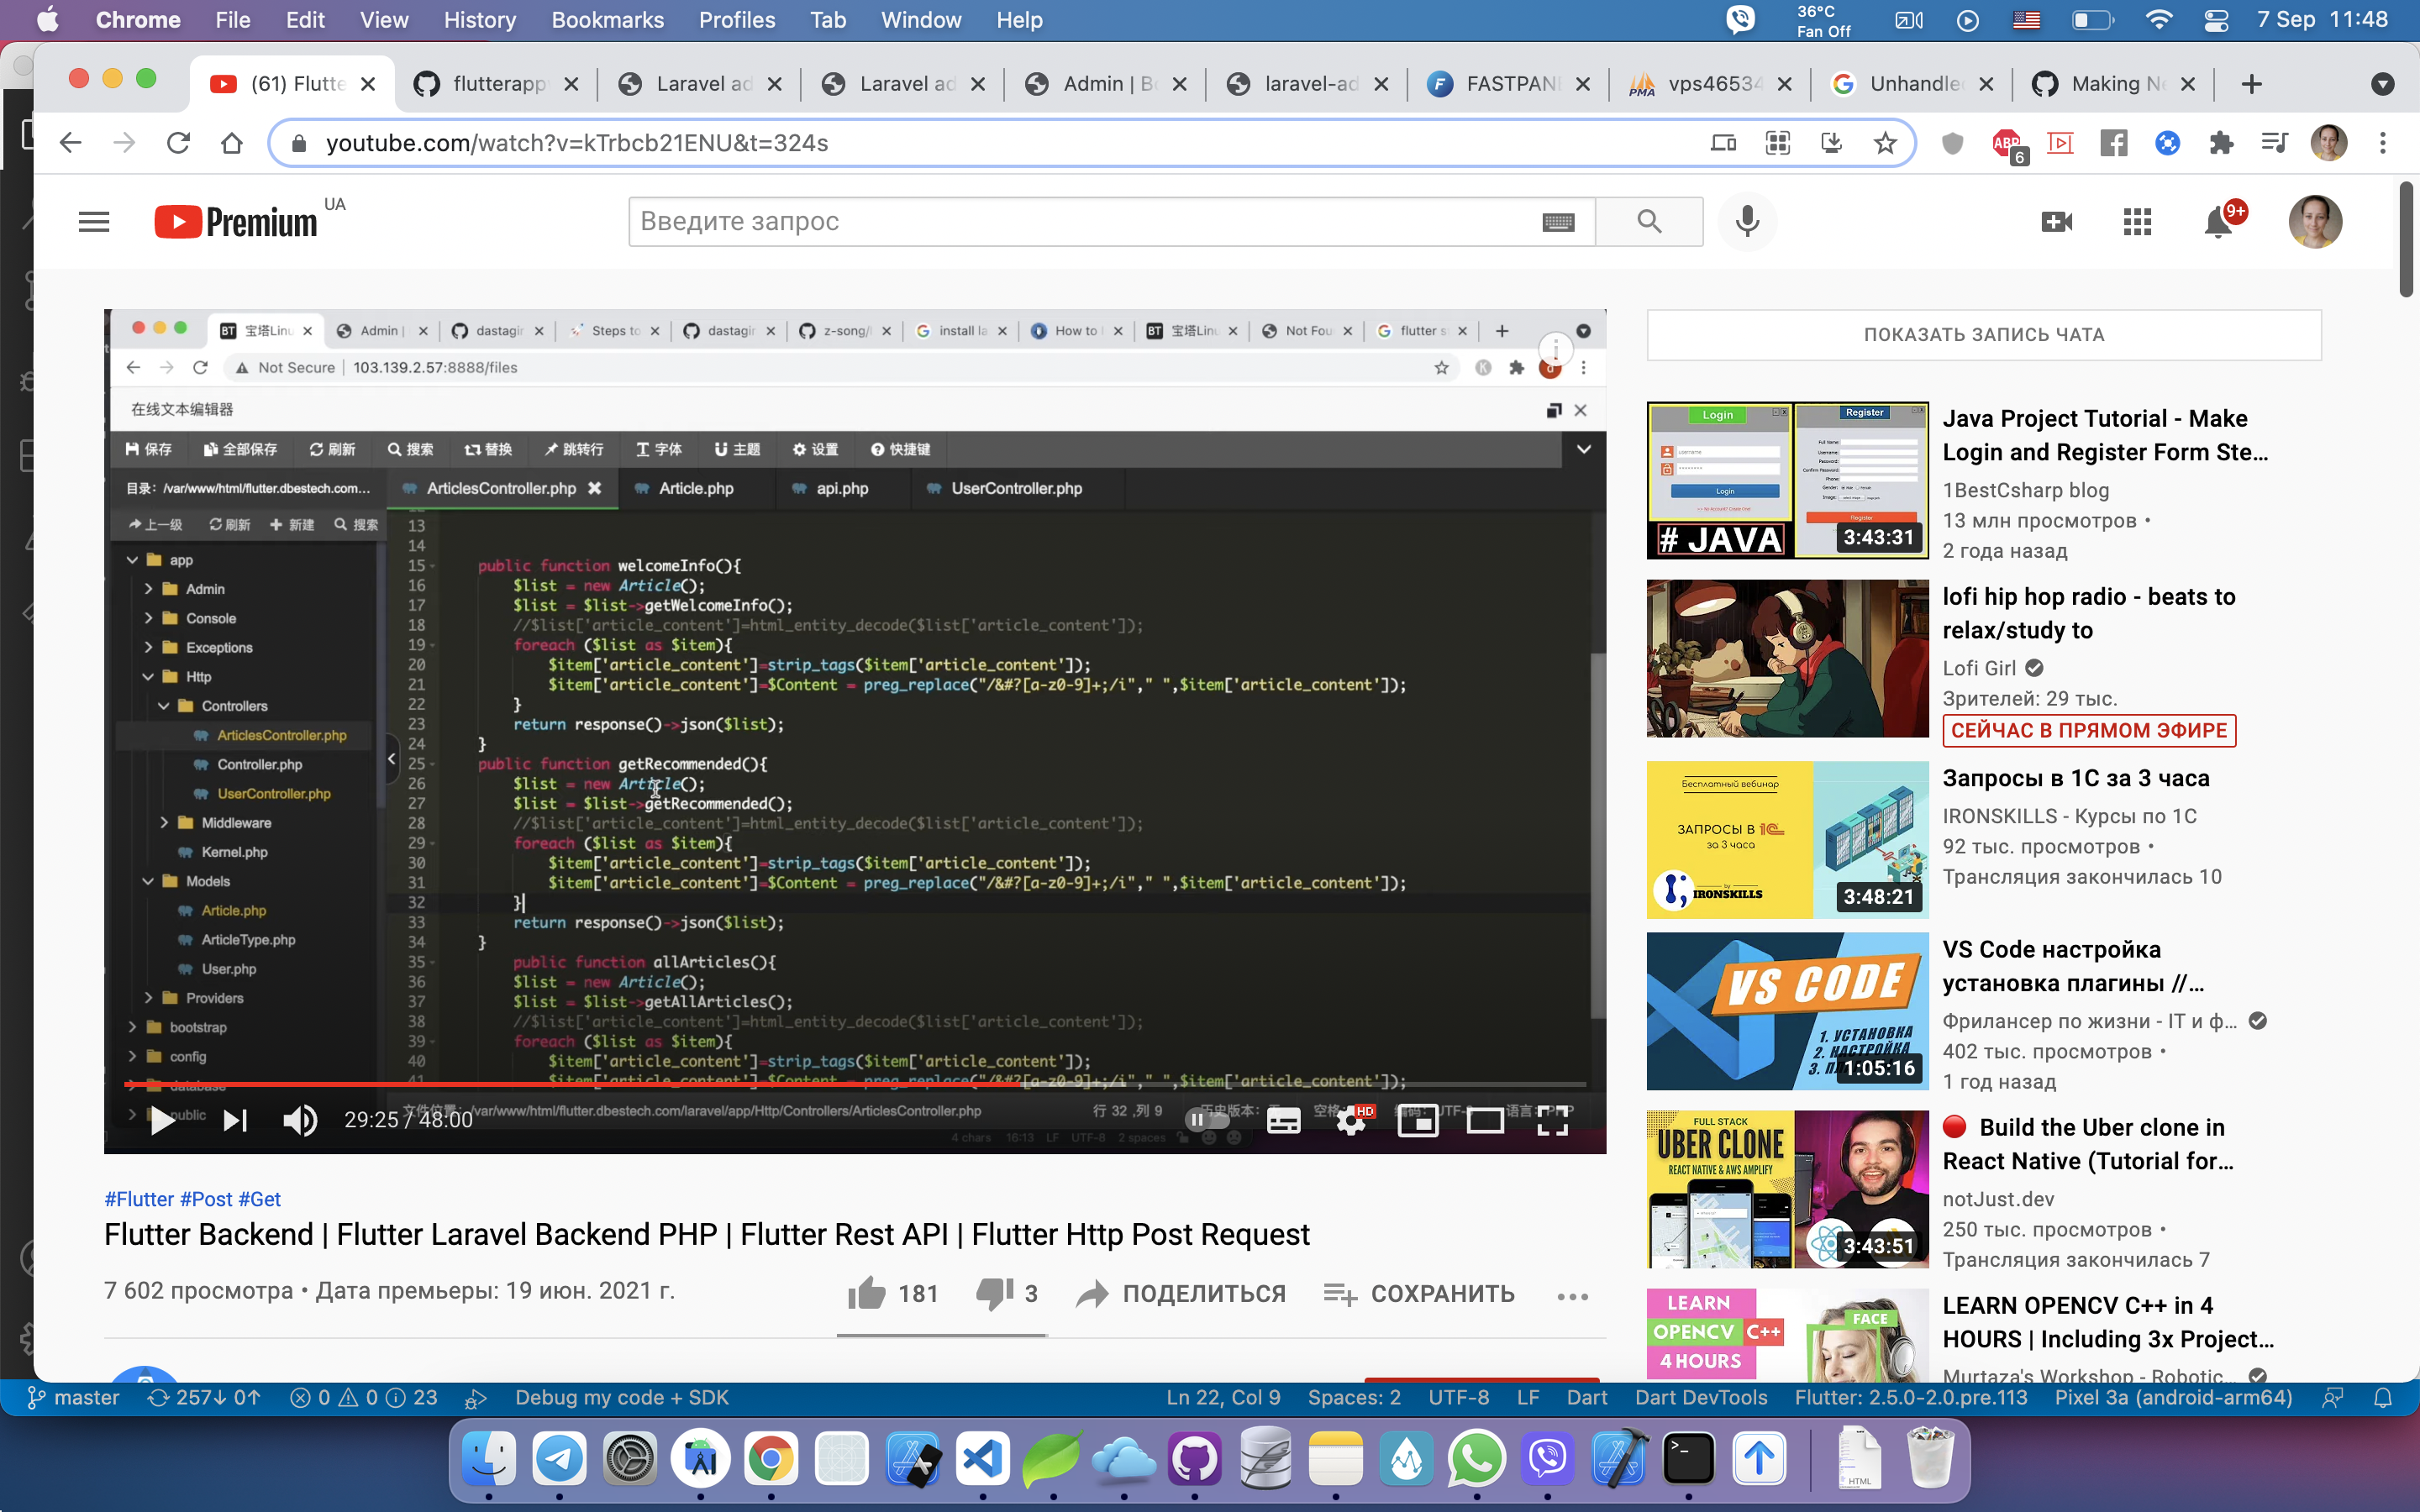 Chrome File Edit View History Bookmarks Profiles Tab Window Help
36°C
Fan Off
7 Sep 11:48
(61) Flutte
flutterapp
Laravel ad
Laravel ad
Admin | Bo
laravel-ad
FASTPAN
vps46534
Unhandle
Making Ne
youtube.com/watch?v=kTrbcb21ENU&t=324s
ABP
6
Premium
UA
Введите запрос
9+
宝塔Linu
Admin |
dastagir
Steps to
dastagir
z-song/
install la
How to
宝塔Linu
Not Fou
flutter s
Not Secure | 103.139.2.57:8888/files
在线文本编辑器
保存 全部保存 刷新 搜索 替换 跳转行 字体 主题 设置 快捷键
目录: /var/www/html/flutter.dbestech.com...
ArticlesController.php
Article.php
api.php
UserController.php
上一级 刷新 新建 搜索
app
Admin
Console
Exceptions
Http
Controllers
ArticlesController.php
Controller.php
UserController.php
Middleware
Kernel.php
Models
Article.php
ArticleType.php
User.php
Providers
bootstrap
config
database
public
13
14
15 public function welcomeInfo(){
16 $list = new Article();
17 $list = $list->getWelcomeInfo();
18 //$list['article_content']=html_entity_decode($list['article_content']);
19 foreach ($list as $item){
20 $item['article_content']=strip_tags($item['article_content']);
21 $item['article_content']=$Content = preg_replace("/&#?[a-z0-9]+;/i"," ",$item['article_content']);
22 }
23 return response()->json($list);
24 }
25 public function getRecommended(){
26 $list = new Article();
27 $list = $list->getRecommended();
28 //$list['article_content']=html_entity_decode($list['article_content']);
29 foreach ($list as $item){
30 $item['article_content']=strip_tags($item['article_content']);
31 $item['article_content']=$Content = preg_replace("/&#?[a-z0-9]+;/i"," ",$item['article_content']);
32 }
33 return response()->json($list);
34 }
35 public function allArticles(){
36 $list = new Article();
37 $list = $list->getAllArticles();
38 //$list['article_content']=html_entity_decode($list['article_content']);
39 foreach ($list as $item){
40 $item['article_content']=strip_tags($item['article_content']);
41 $item['article_content']=$Content = preg_replace("/&#?[a-z0-9]+;/i"," ",$item['article_content']);
/var/www/html/flutter.dbestech.com/laravel/app/Http/Controllers/ArticlesController.php
行 32 ,列 9
29:25 / 48:00
HD
4 chars 16:13 LF UTF-8 2 spaces
#Flutter #Post #Get
Flutter Backend | Flutter Laravel Backend PHP | Flutter Rest API | Flutter Http Post Request
7 602 просмотра • Дата премьеры: 19 июн. 2021 г.
181
3
ПОДЕЛИТЬСЯ
СОХРАНИТЬ
ПОКАЗАТЬ ЗАПИСЬ ЧАТА
Login
Register
# JAVA
3:43:31
Java Project Tutorial - Make
Login and Register Form Ste...
1BestCsharp blog
13 млн просмотров •
2 года назад
lofi hip hop radio - beats to
relax/study to
Lofi Girl
Зрителей: 29 тыс.
СЕЙЧАС В ПРЯМОМ ЭФИРЕ
Бесплатный вебинар
ЗАПРОСЫ В 1С
за 3 часа
by
IRONSKILLS
3:48:21
Запросы в 1С за 3 часа
IRONSKILLS - Курсы по 1С
92 тыс. просмотров •
Трансляция закончилась 10
VS CODE
1. УСТАНОВКА
2. НАСТРОЙКА
1:05:16
VS Code настройка
установка плагины //...
Фрилансер по жизни - IT и ф...
402 тыс. просмотров •
1 год назад
FULL STACK
UBER CLONE
REACT NATIVE & AWS AMPLIFY
3:43:51
Build the Uber clone in
React Native (Tutorial for...
notJust.dev
250 тыс. просмотров •
Трансляция закончилась 7
LEARN
OPENCV C++
4 HOURS
FACE
LEARN OPENCV C++ in 4
HOURS | Including 3x Project...
Murtaza's Workshop - Robotic...
master 257↓ 0↑ 0 0 23 Debug my code + SDK
Ln 22, Col 9 Spaces: 2 UTF-8 LF Dart Dart DevTools Flutter: 2.5.0-2.0.pre.113 Pixel 3a (android-arm64)
HTML